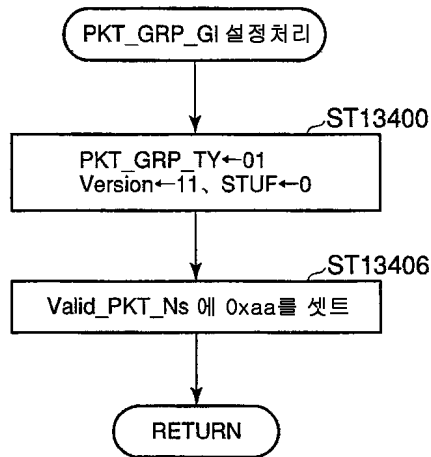 PKT_GRP_GI 설정처리
ST13400
PKT_GRP_TY←01
Version←11、STUF←0
ST13406
Valid_PKT_Ns 에 0xaa를 셋트
RETURN